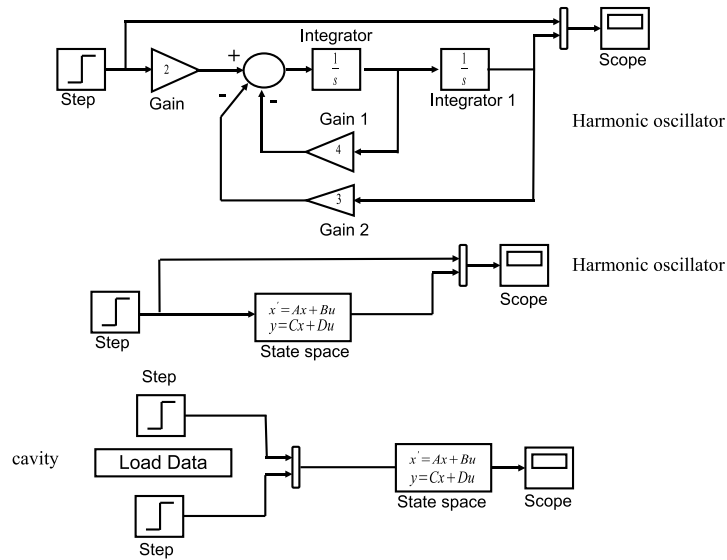 Integrator
+
2
1
s
1
s
Step
Gain
-
-
Integrator 1
Scope
Gain 1
4
Harmonic oscillator
3
Gain 2
Harmonic oscillator
x′=Ax+Bu
y=Cx+Du
Scope
Step
State space
Step
cavity
Load Data
x′=Ax+Bu
y=Cx+Du
State space
Scope
Step